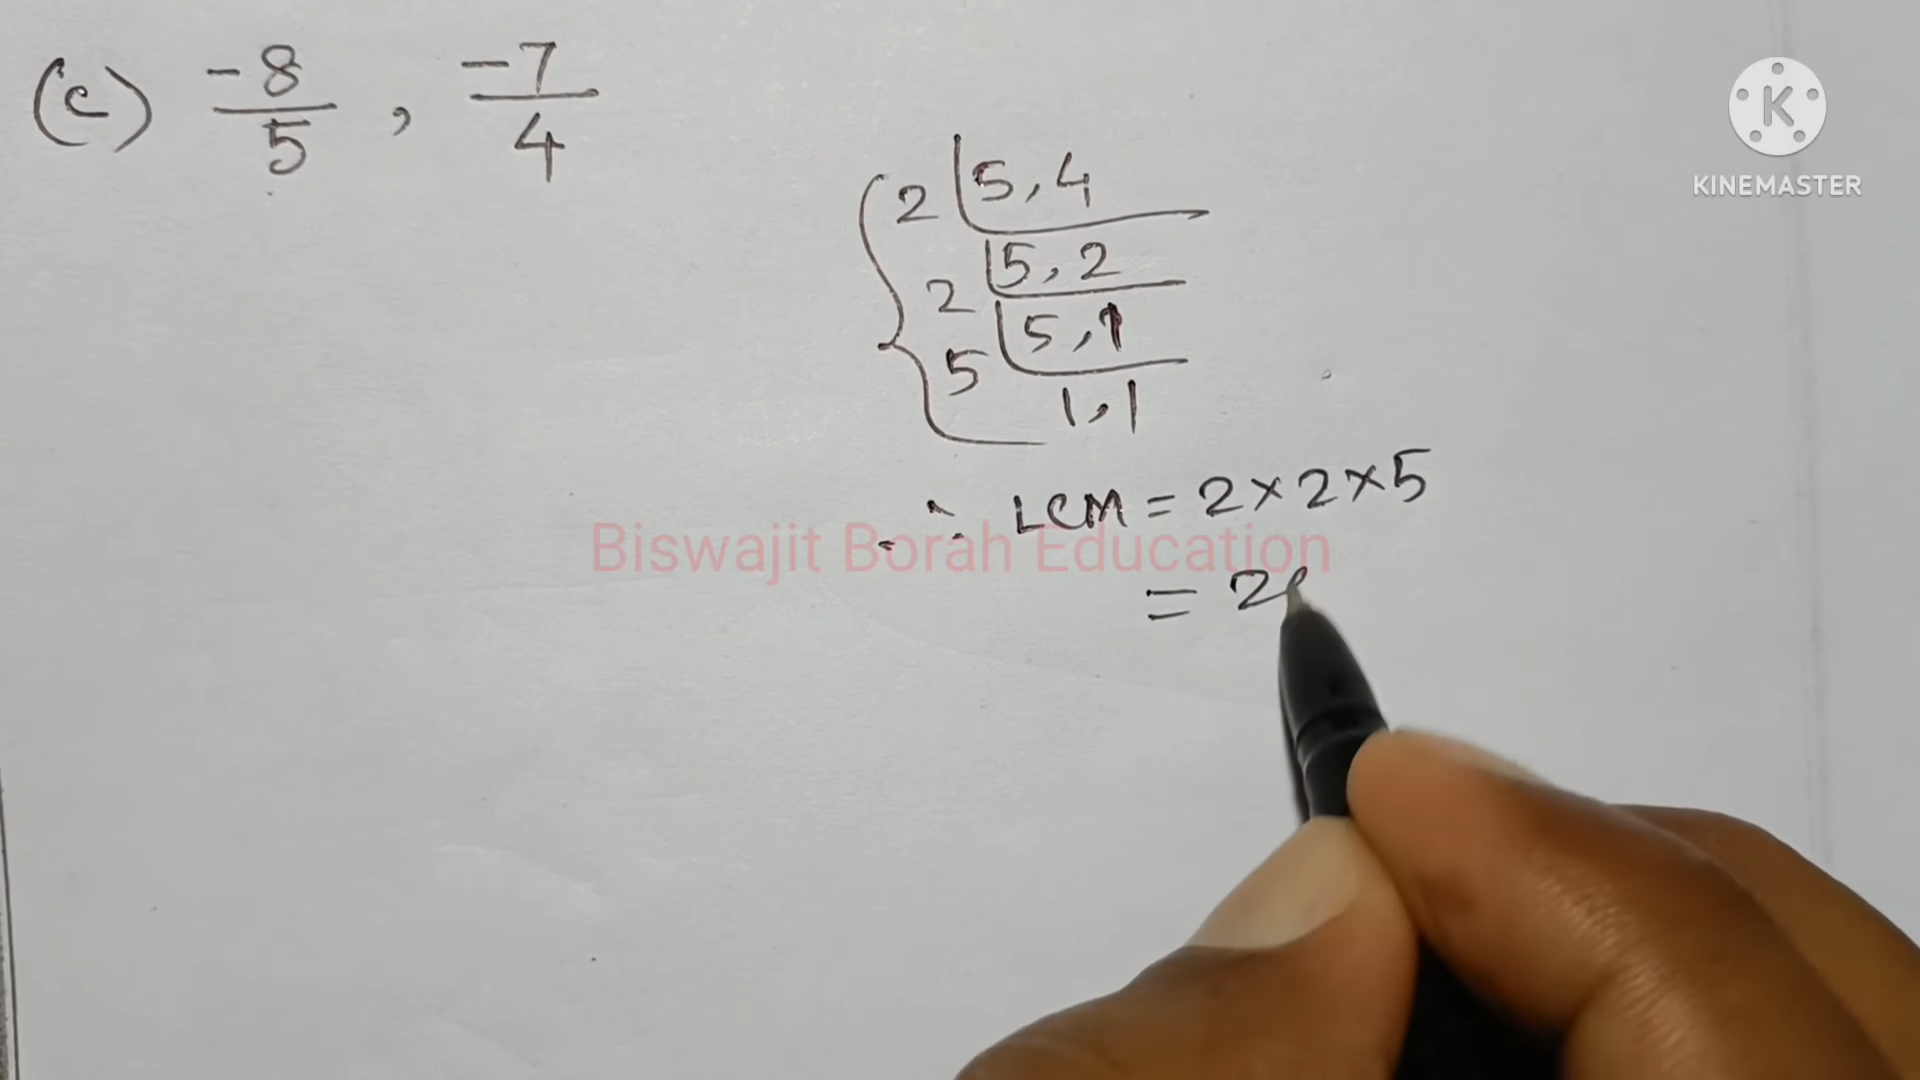 (c) -8/5 , -7/4
2 | 5, 4
2 | 5, 2
5 | 5, 1
1, 1
∴ LCM = 2×2×5
= 20
Biswajit Borah Education
K
KINEMASTER